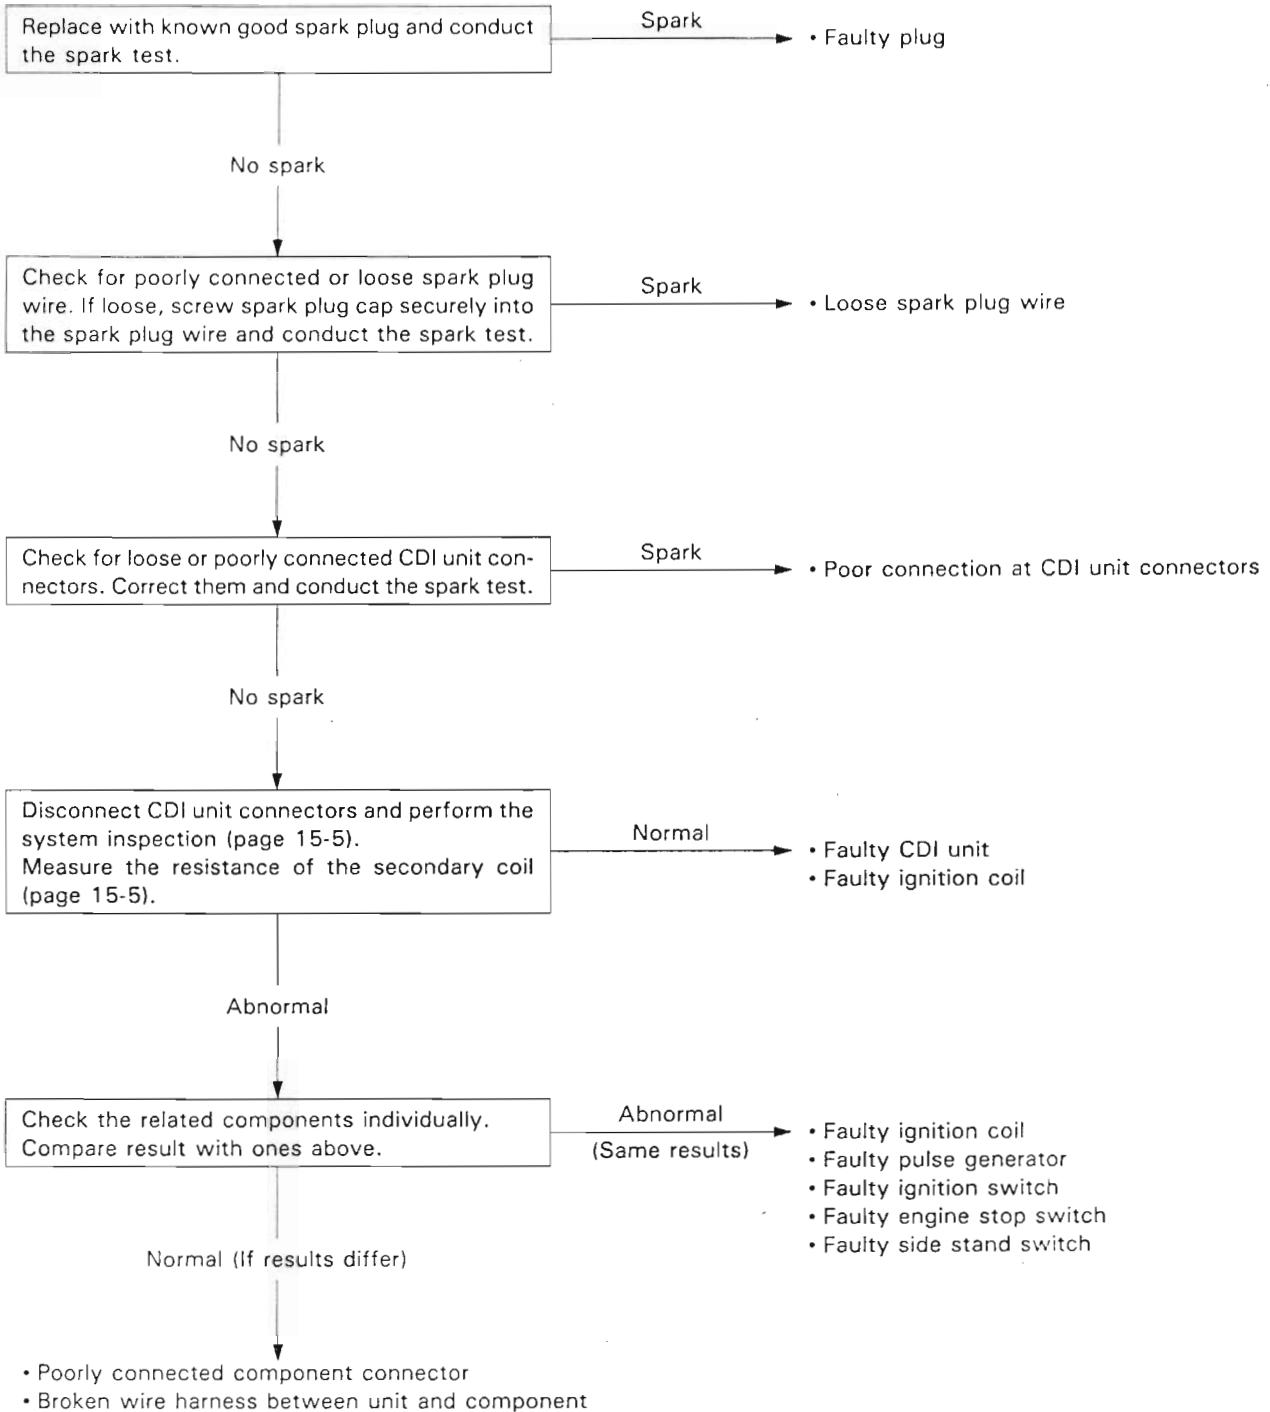 Replace with known good spark plug and conduct
the spark test.
Spark
• Faulty plug
No spark
Check for poorly connected or loose spark plug
wire. If loose, screw spark plug cap securely into
the spark plug wire and conduct the spark test.
Spark
• Loose spark plug wire
No spark
Check for loose or poorly connected CDI unit con-
nectors. Correct them and conduct the spark test.
Spark
• Poor connection at CDI unit connectors
No spark
Disconnect CDI unit connectors and perform the
system inspection (page 15-5).
Measure the resistance of the secondary coil
(page 15-5).
Normal
• Faulty CDI unit
• Faulty ignition coil
Abnormal
Check the related components individually.
Compare result with ones above.
Abnormal
(Same results)
• Faulty ignition coil
• Faulty pulse generator
• Faulty ignition switch
• Faulty engine stop switch
• Faulty side stand switch
Normal (If results differ)
• Poorly connected component connector
• Broken wire harness between unit and component